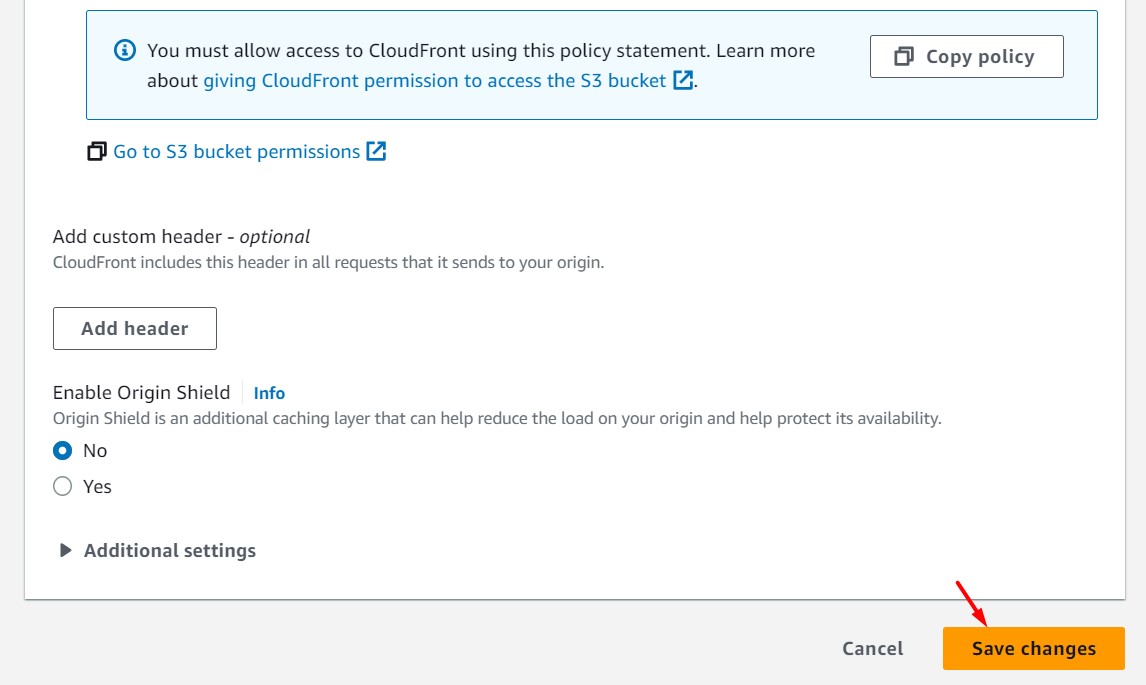 You must allow access to CloudFront using this policy statement. Learn more
about giving CloudFront permission to access the S3 bucket.
Copy policy
Go to S3 bucket permissions
Add custom header - optional
CloudFront includes this header in all requests that it sends to your origin.
Add header
Enable Origin Shield Info
Origin Shield is an additional caching layer that can help reduce the load on your origin and help protect its availability.
No
Yes
Additional settings
Cancel Save changes